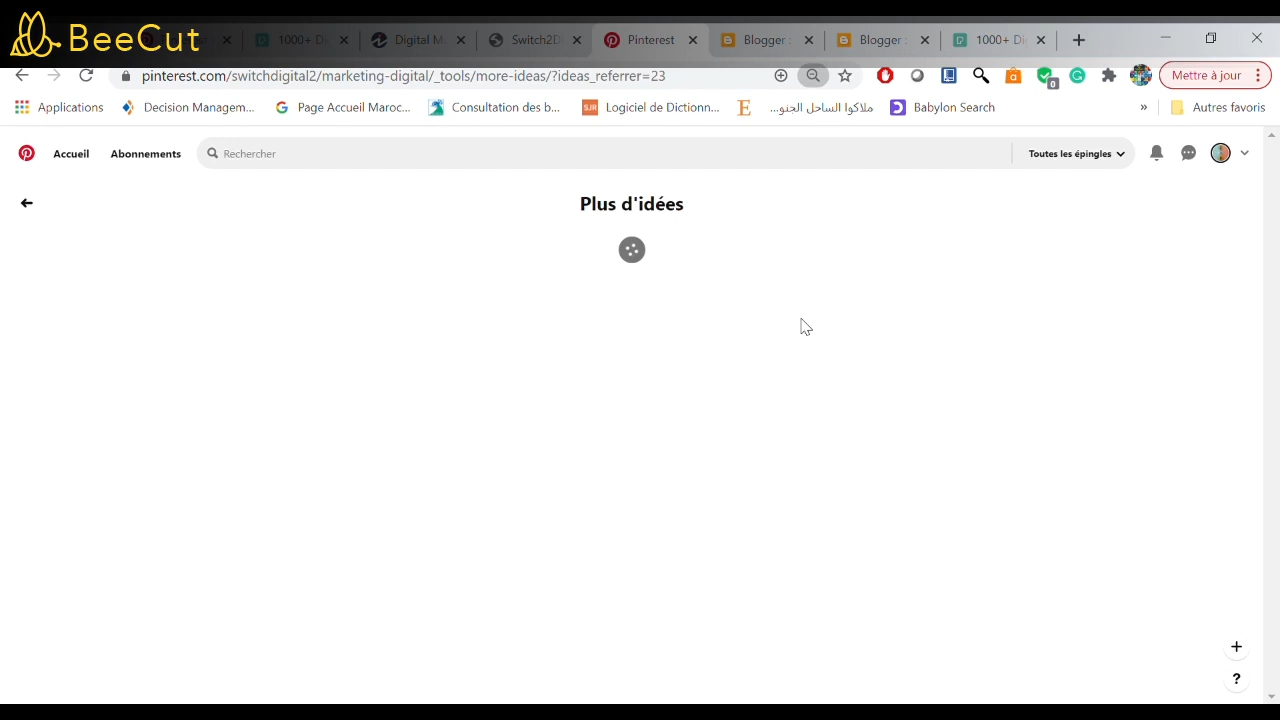 BeeCut
1000+ Di
Digital M
Switch2D
Pinterest
Blogger :
Blogger :
1000+ Di
pinterest.com/switchdigital2/marketing-digital/_tools/more-ideas/?ideas_referrer=23
0
Mettre à jour
Applications
Decision Managem...
Page Accueil Maroc...
Consultation des b...
SJR
Logiciel de Dictionn...
E
ملاكوا الساحل الجنو...
Babylon Search
»
Autres favoris
Accueil
Abonnements
Rechercher
Toutes les épingles
Plus d'idées
+
?